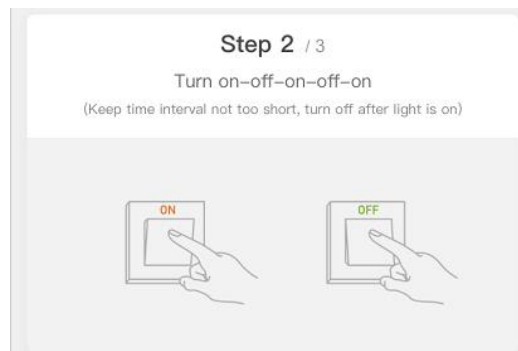 Step 2 / 3
Turn on-off-on-off-on
(Keep time interval not too short, turn off after light is on)
ON
OFF